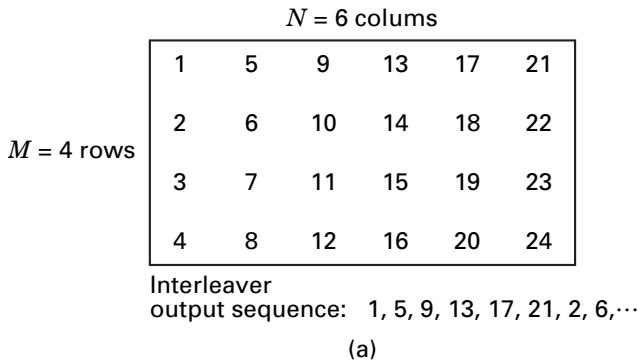 N = 6 colums
1 5 9 13 17 21
2 6 10 14 18 22
M = 4 rows
3 7 11 15 19 23
4 8 12 16 20 24
Interleaver
output sequence: 1, 5, 9, 13, 17, 21, 2, 6,⋯
(a)